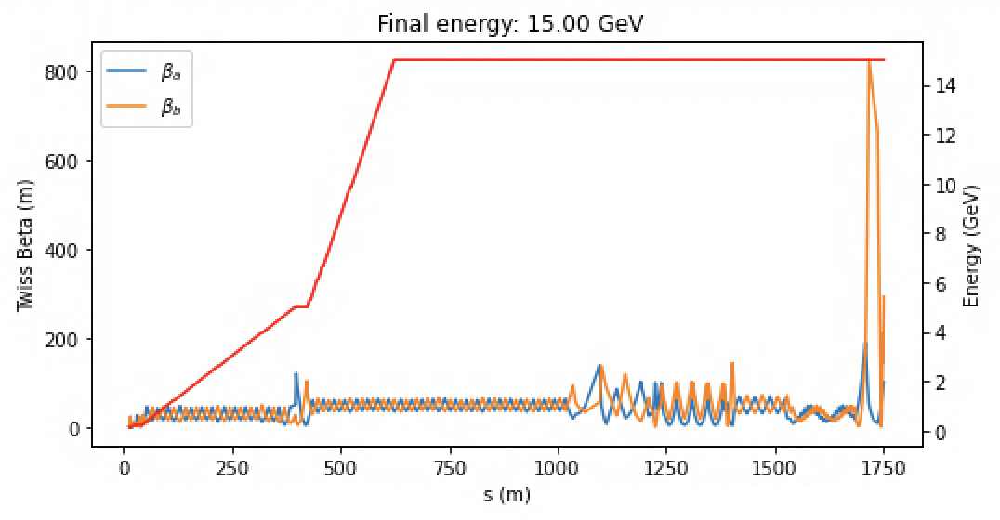 Final energy: 15.00 GeV
βₐ
β_b
Twiss Beta (m)
800
600
400
200
0
14
12
10
8
6
4
2
0
Energy (GeV)
0 250 500 750 1000 1250 1500 1750
s (m)